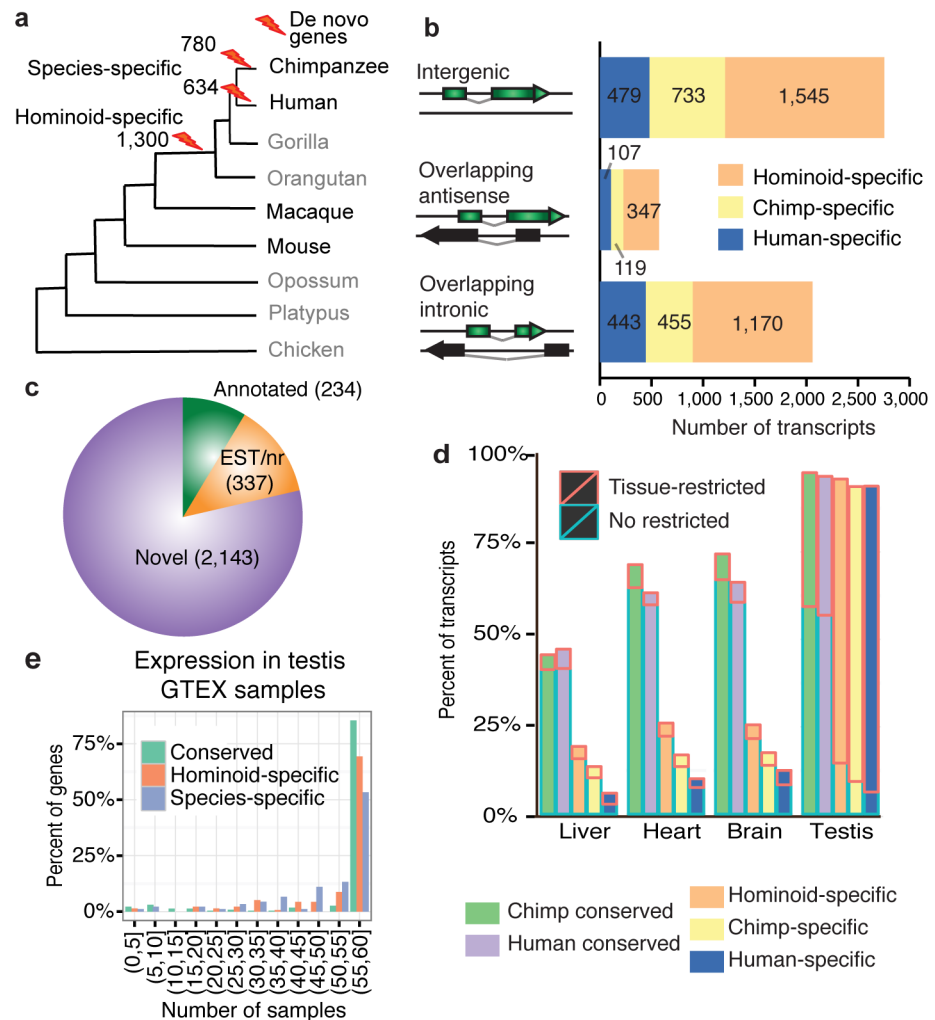 a
De novo
genes
780
Species-specific
Chimpanzee
634
Human
Hominoid-specific
1,300
Gorilla
Orangutan
Macaque
Mouse
Opossum
Platypus
Chicken
b
Intergenic
479
733
1,545
107
Overlapping
antisense
347
119
Hominoid-specific
Chimp-specific
Human-specific
Overlapping
intronic
443
455
1,170
0
500
1,000
1,500
2,000
2,500
3,000
Number of transcripts
c
Annotated (234)
EST/nr
(337)
Novel (2,143)
d
100%
75%
50%
25%
0%
Percent of transcripts
Tissue-restricted
No restricted
Liver
Heart
Brain
Testis
Chimp conserved
Human conserved
Hominoid-specific
Chimp-specific
Human-specific
e
Expression in testis
GTEX samples
75%
50%
25%
0%
Percent of genes
Conserved
Hominoid-specific
Species-specific
(0,5]
(5,10]
(10,15]
(15,20]
(20,25]
(25,30]
(30,35]
(35,40]
(40,45]
(45,50]
(50,55]
(55,60]
Number of samples